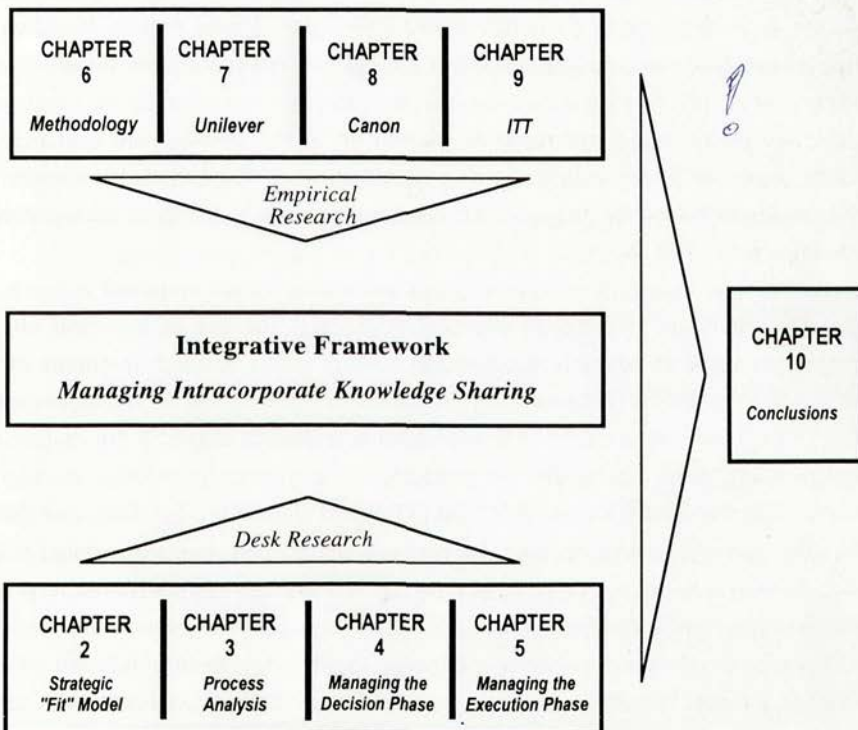 CHAPTER
6
Methodology
CHAPTER
7
Unilever
CHAPTER
8
Canon
CHAPTER
9
ITT
Empirical
Research
Integrative Framework
Managing Intracorporate Knowledge Sharing
CHAPTER
10
Conclusions
Desk Research
CHAPTER
2
Strategic
"Fit" Model
CHAPTER
3
Process
Analysis
CHAPTER
4
Managing the
Decision Phase
CHAPTER
5
Managing the
Execution Phase